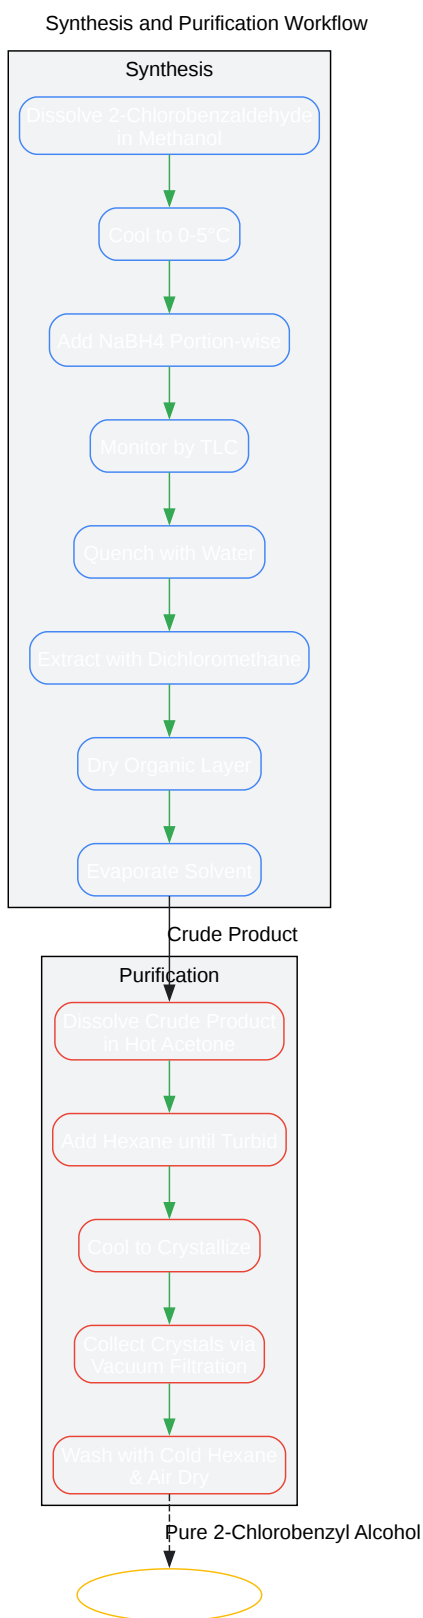 Synthesis and Purification Workflow
Synthesis
Dissolve 2-Chlorobenzaldehyde
in Methanol
Cool to 0-5°C
Add NaBH4 Portion-wise
Monitor by TLC
Quench with Water
Extract with Dichloromethane
Dry Organic Layer
Evaporate Solvent
Crude Product
Purification
Dissolve Crude Product
in Hot Acetone
Add Hexane until Turbid
Cool to Crystallize
Collect Crystals via
Vacuum Filtration
Wash with Cold Hexane
& Air Dry
Pure 2-Chlorobenzyl Alcohol